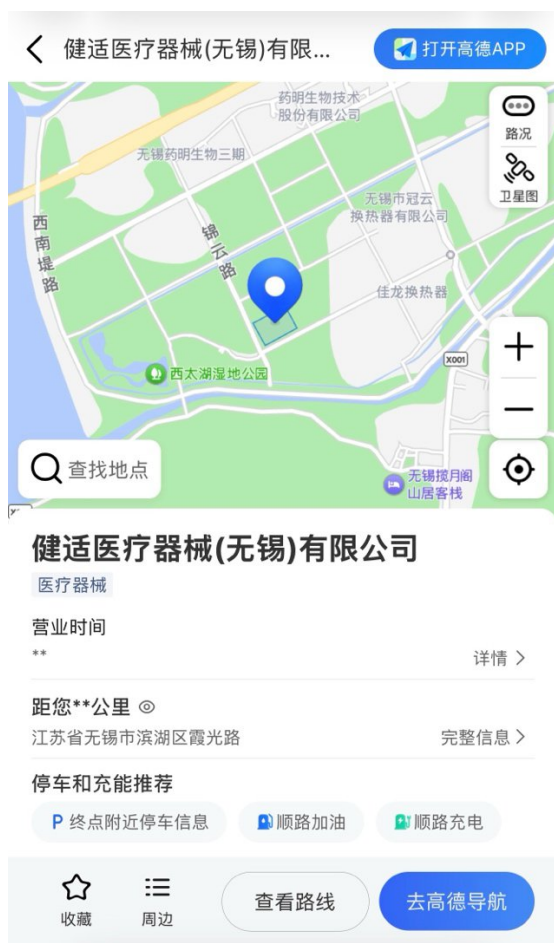 健适医疗器械(无锡)有限...
打开高德APP
药明生物技术
股份有限公司
路况
无锡药明生物三期
卫星图
无锡市冠云
换热器有限公司
西南堤路
锦云路
佳龙换热器
X001
西太湖湿地公园
查找地点
无锡揽月阁
山居客栈
健适医疗器械(无锡)有限公司
医疗器械
营业时间
**
详情
距您**公里
江苏省无锡市滨湖区霞光路
完整信息
停车和充能推荐
P 终点附近停车信息
顺路加油
顺路充电
收藏
周边
查看路线
去高德导航